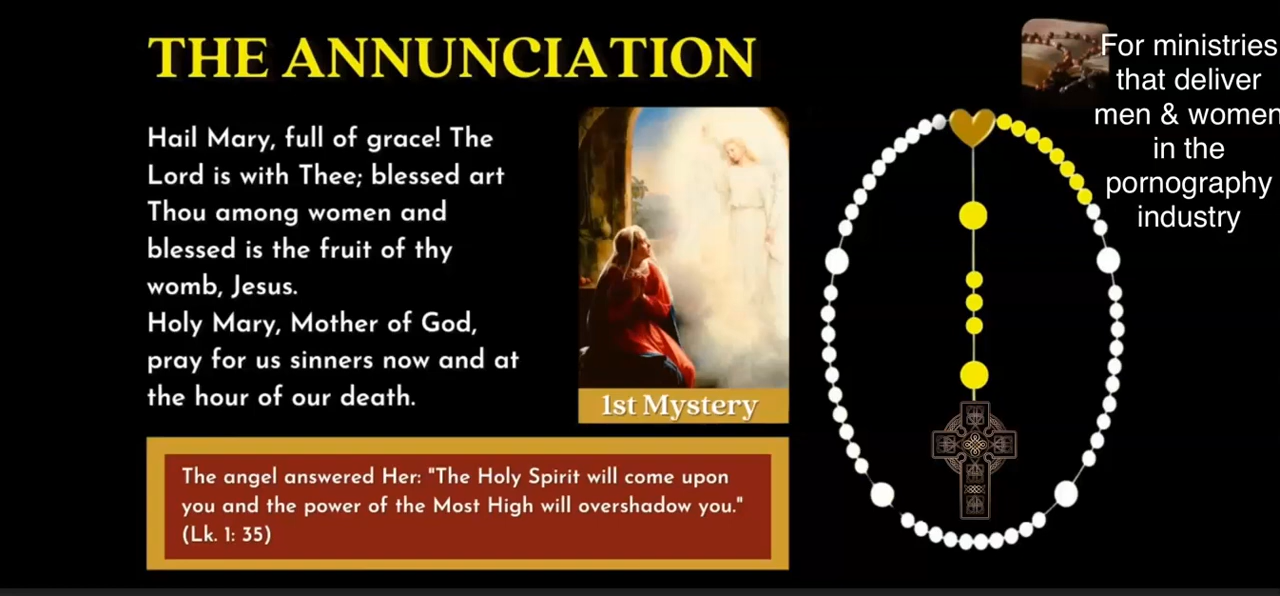 THE ANNUNCIATION
Hail Mary, full of grace! The
Lord is with Thee; blessed art
Thou among women and
blessed is the fruit of thy
womb, Jesus.
Holy Mary, Mother of God,
pray for us sinners now and at
the hour of our death.
1st Mystery
The angel answered Her: "The Holy Spirit will come upon
you and the power of the Most High will overshadow you."
(Lk. 1: 35)
For ministries
that deliver
men & women
in the
pornography
industry